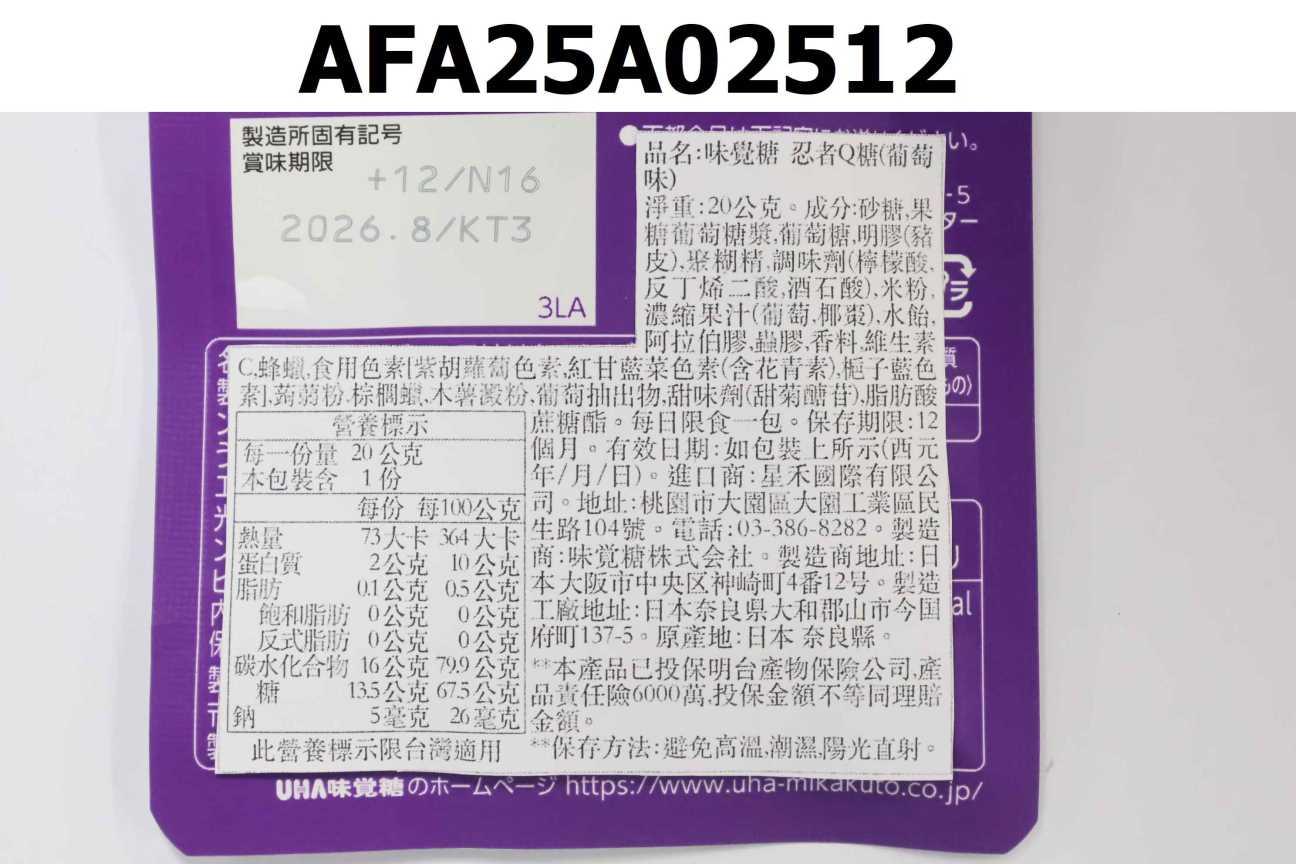 AFA25A02512
製造所固有記号
賞味期限
+12/N16
2026.8/KT3
3LA
い。
-5
ター
プラ
品名:味覺糖 忍者Q糖(葡萄
味)
淨重:20公克。成分:砂糖,果
糖葡萄糖漿,葡萄糖,明膠(豬
皮),聚糊精,調味劑(檸檬酸,
反丁烯二酸,酒石酸),米粉,
濃縮果汁(葡萄,椰棗),水飴,
阿拉伯膠,蟲膠,香料,維生素
C,蜂蠟,食用色素[紫胡蘿蔔色素,紅甘藍菜色素(含花青素),梔子藍色
素],蒟蒻粉,棕櫚蠟,木薯澱粉,葡萄抽出物,甜味劑(甜菊醣苷),脂肪酸
蔗糖酯。每日限食一包。保存期限:12
個月。有效日期:如包裝上所示(西元
年/月/日)。進口商:星禾國際有限公
司。地址:桃園市大園區大園工業區民
生路104號。電話:03-386-8282。製造
商:味覚糖株式会社。製造商地址:日
本大阪市中央区神崎町4番12号。製造
工廠地址:日本奈良県大和郡山市今国
府町137-5。原產地:日本 奈良縣。
**本產品已投保明台產物保險公司,產
品責任險6000萬,投保金額不等同理賠
金額。
**保存方法:避免高溫,潮濕,陽光直射。
營養標示
每一份量 20 公克
本包裝含 1 份
每份 每100公克
熱量 73大卡 364大卡
蛋白質 2公克 10公克
脂肪 0.1公克 0.5公克
飽和脂肪 0公克 0公克
反式脂肪 0公克 0公克
碳水化合物 16公克 79.9公克
糖 13.5公克 67.5公克
鈉 5毫克 26毫克
此營養標示限台灣適用
質
の)
al
UHA味覚糖のホームページ https://www.uha-mikakuto.co.jp/